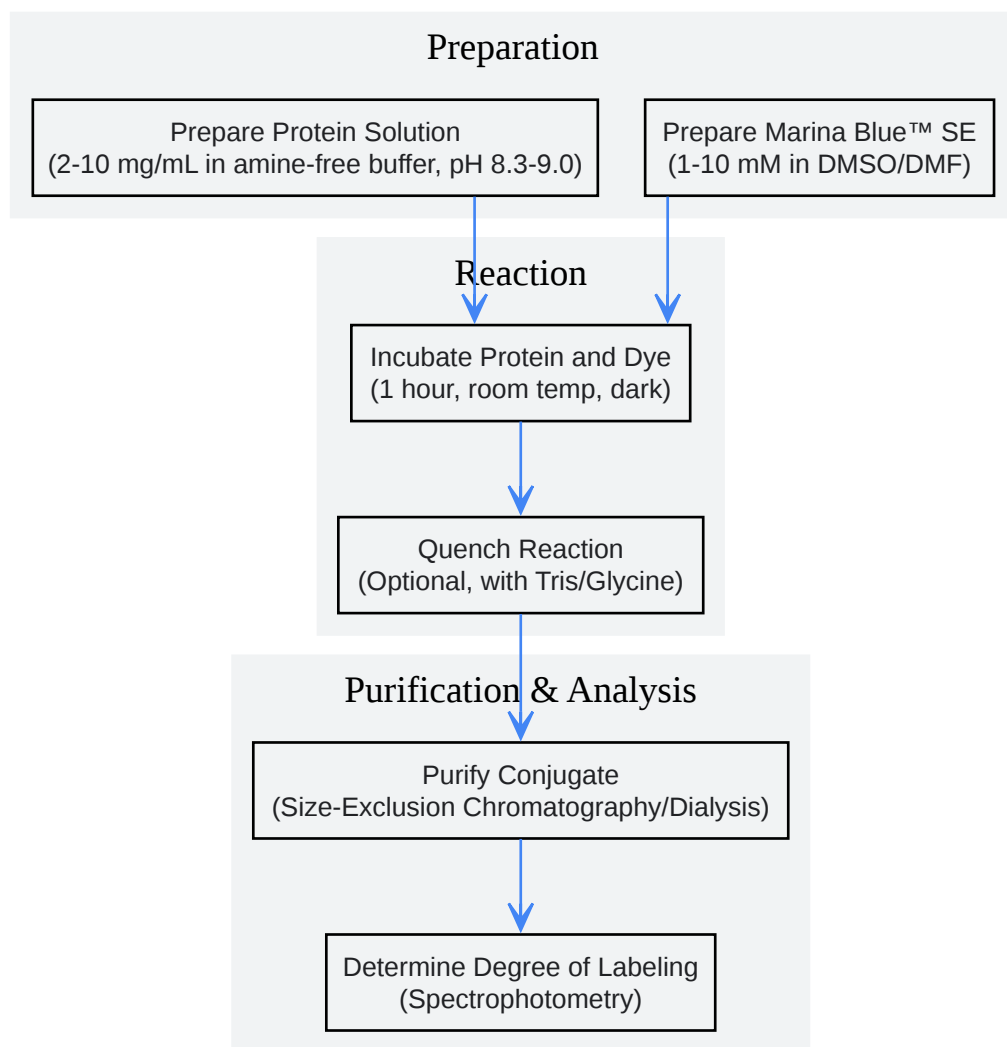 Preparation
Prepare Protein Solution
(2-10 mg/mL in amine-free buffer, pH 8.3-9.0)
Prepare Marina Blue™ SE
(1-10 mM in DMSO/DMF)
Reaction
Incubate Protein and Dye
(1 hour, room temp, dark)
Quench Reaction
(Optional, with Tris/Glycine)
Purification & Analysis
Purify Conjugate
(Size-Exclusion Chromatography/Dialysis)
Determine Degree of Labeling
(Spectrophotometry)